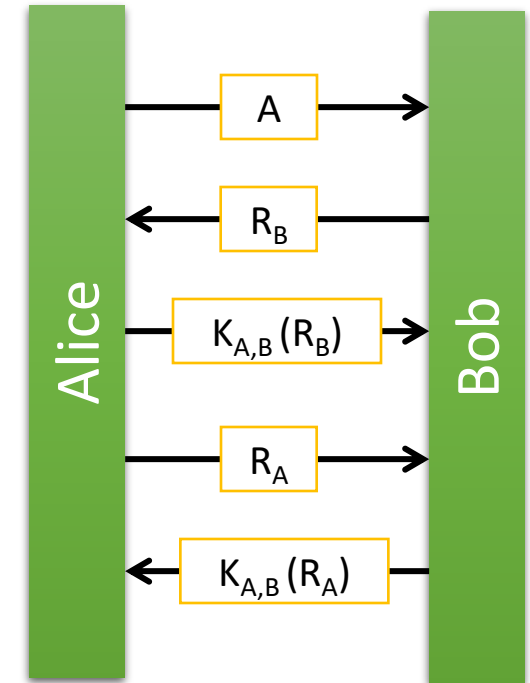 Alice
A
R_B
K_A,B (R_B)
R_A
K_A,B (R_A)
Bob